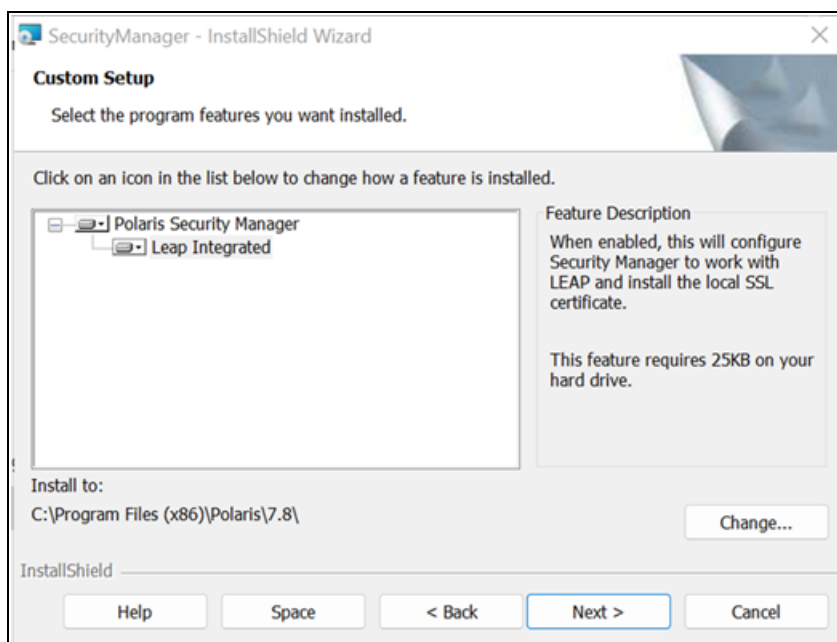 SecurityManager - InstallShield Wizard
Custom Setup
Select the program features you want installed.
Click on an icon in the list below to change how a feature is installed.
Polaris Security Manager
Leap Integrated
Feature Description
When enabled, this will configure
Security Manager to work with
LEAP and install the local SSL
certificate.
This feature requires 25KB on your
hard drive.
Install to:
C:\Program Files (x86)\Polaris\7.8\
Change...
InstallShield
Help
Space
< Back
Next >
Cancel